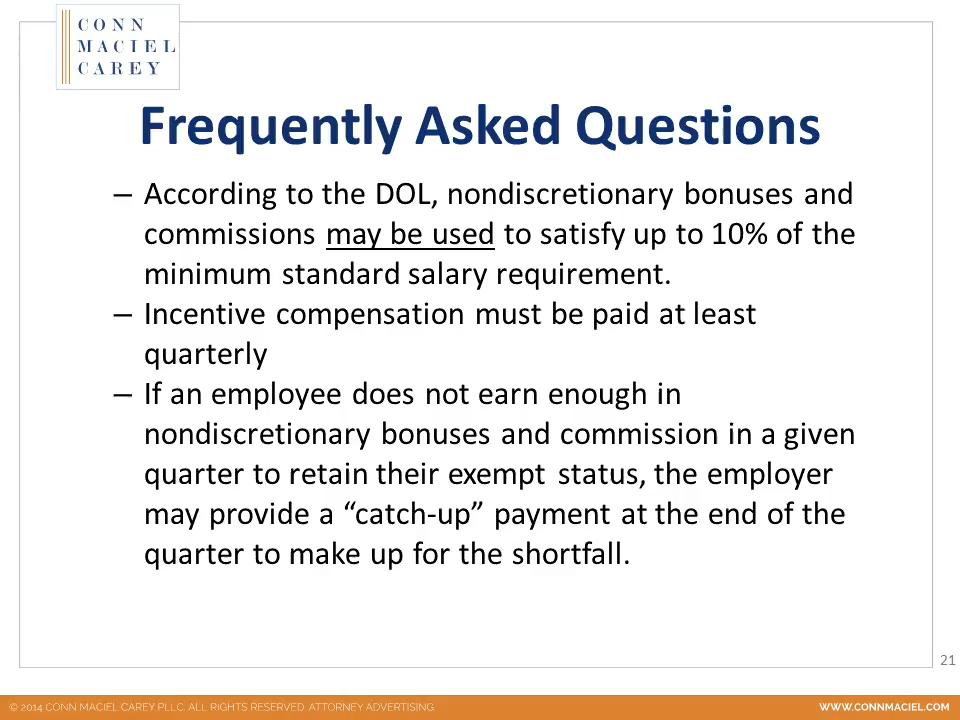 CONN
MACIEL
CAREY
Frequently Asked Questions
– According to the DOL, nondiscretionary bonuses and
commissions may be used to satisfy up to 10% of the
minimum standard salary requirement.
– Incentive compensation must be paid at least
quarterly
– If an employee does not earn enough in
nondiscretionary bonuses and commission in a given
quarter to retain their exempt status, the employer
may provide a “catch-up” payment at the end of the
quarter to make up for the shortfall.
21
© 2014 CONN MACIEL CAREY PLLC. ALL RIGHTS RESERVED. ATTORNEY ADVERTISING. WWW.CONNMACIEL.COM